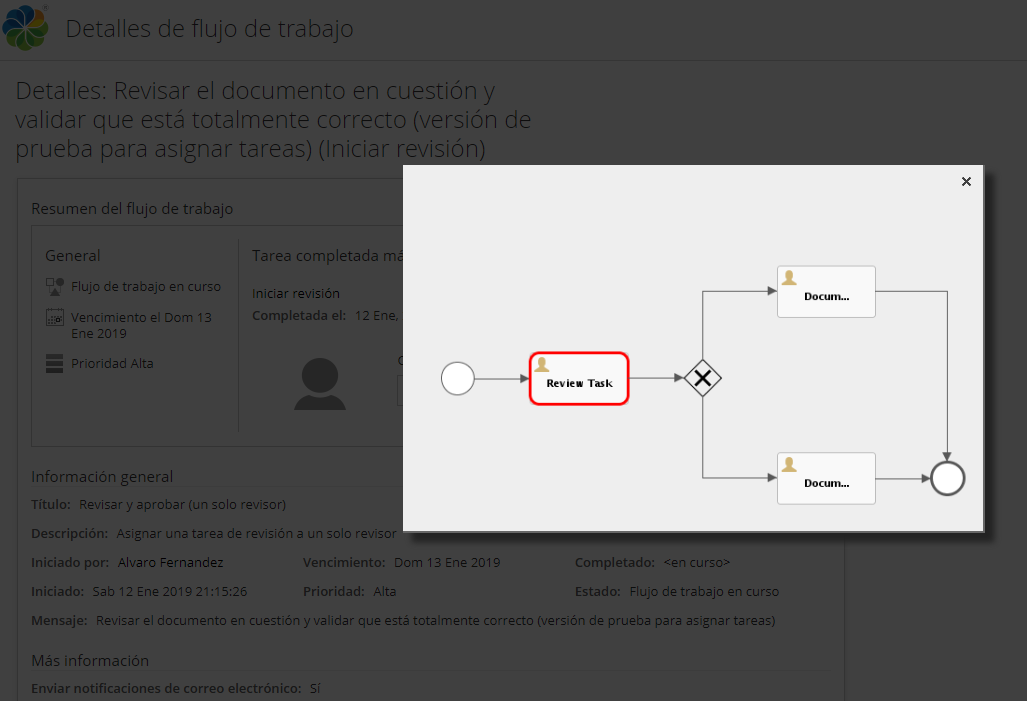 Detalles de flujo de trabajo
Detalles: Revisar el documento en cuestión y
validar que está totalmente correcto (versión de
prueba para asignar tareas) (Iniciar revisión)
Resumen del flujo de trabajo
General
Flujo de trabajo en curso
Vencimiento el Dom 13
Ene 2019
Prioridad Alta
Tarea completada má
Iniciar revisión
Completada el: 12 Ene,
Review Task
Docum...
Docum...
Información general
Título: Revisar y aprobar (un solo revisor)
Descripción: Asignar una tarea de revisión a un solo revisor
Iniciado por: Alvaro Fernandez Vencimiento: Dom 13 Ene 2019 Completado: <en curso>
Iniciado: Sab 12 Ene 2019 21:15:26 Prioridad: Alta Estado: Flujo de trabajo en curso
Mensaje: Revisar el documento en cuestión y validar que está totalmente correcto (versión de prueba para asignar tareas)
Más información
Enviar notificaciones de correo electrónico: Sí